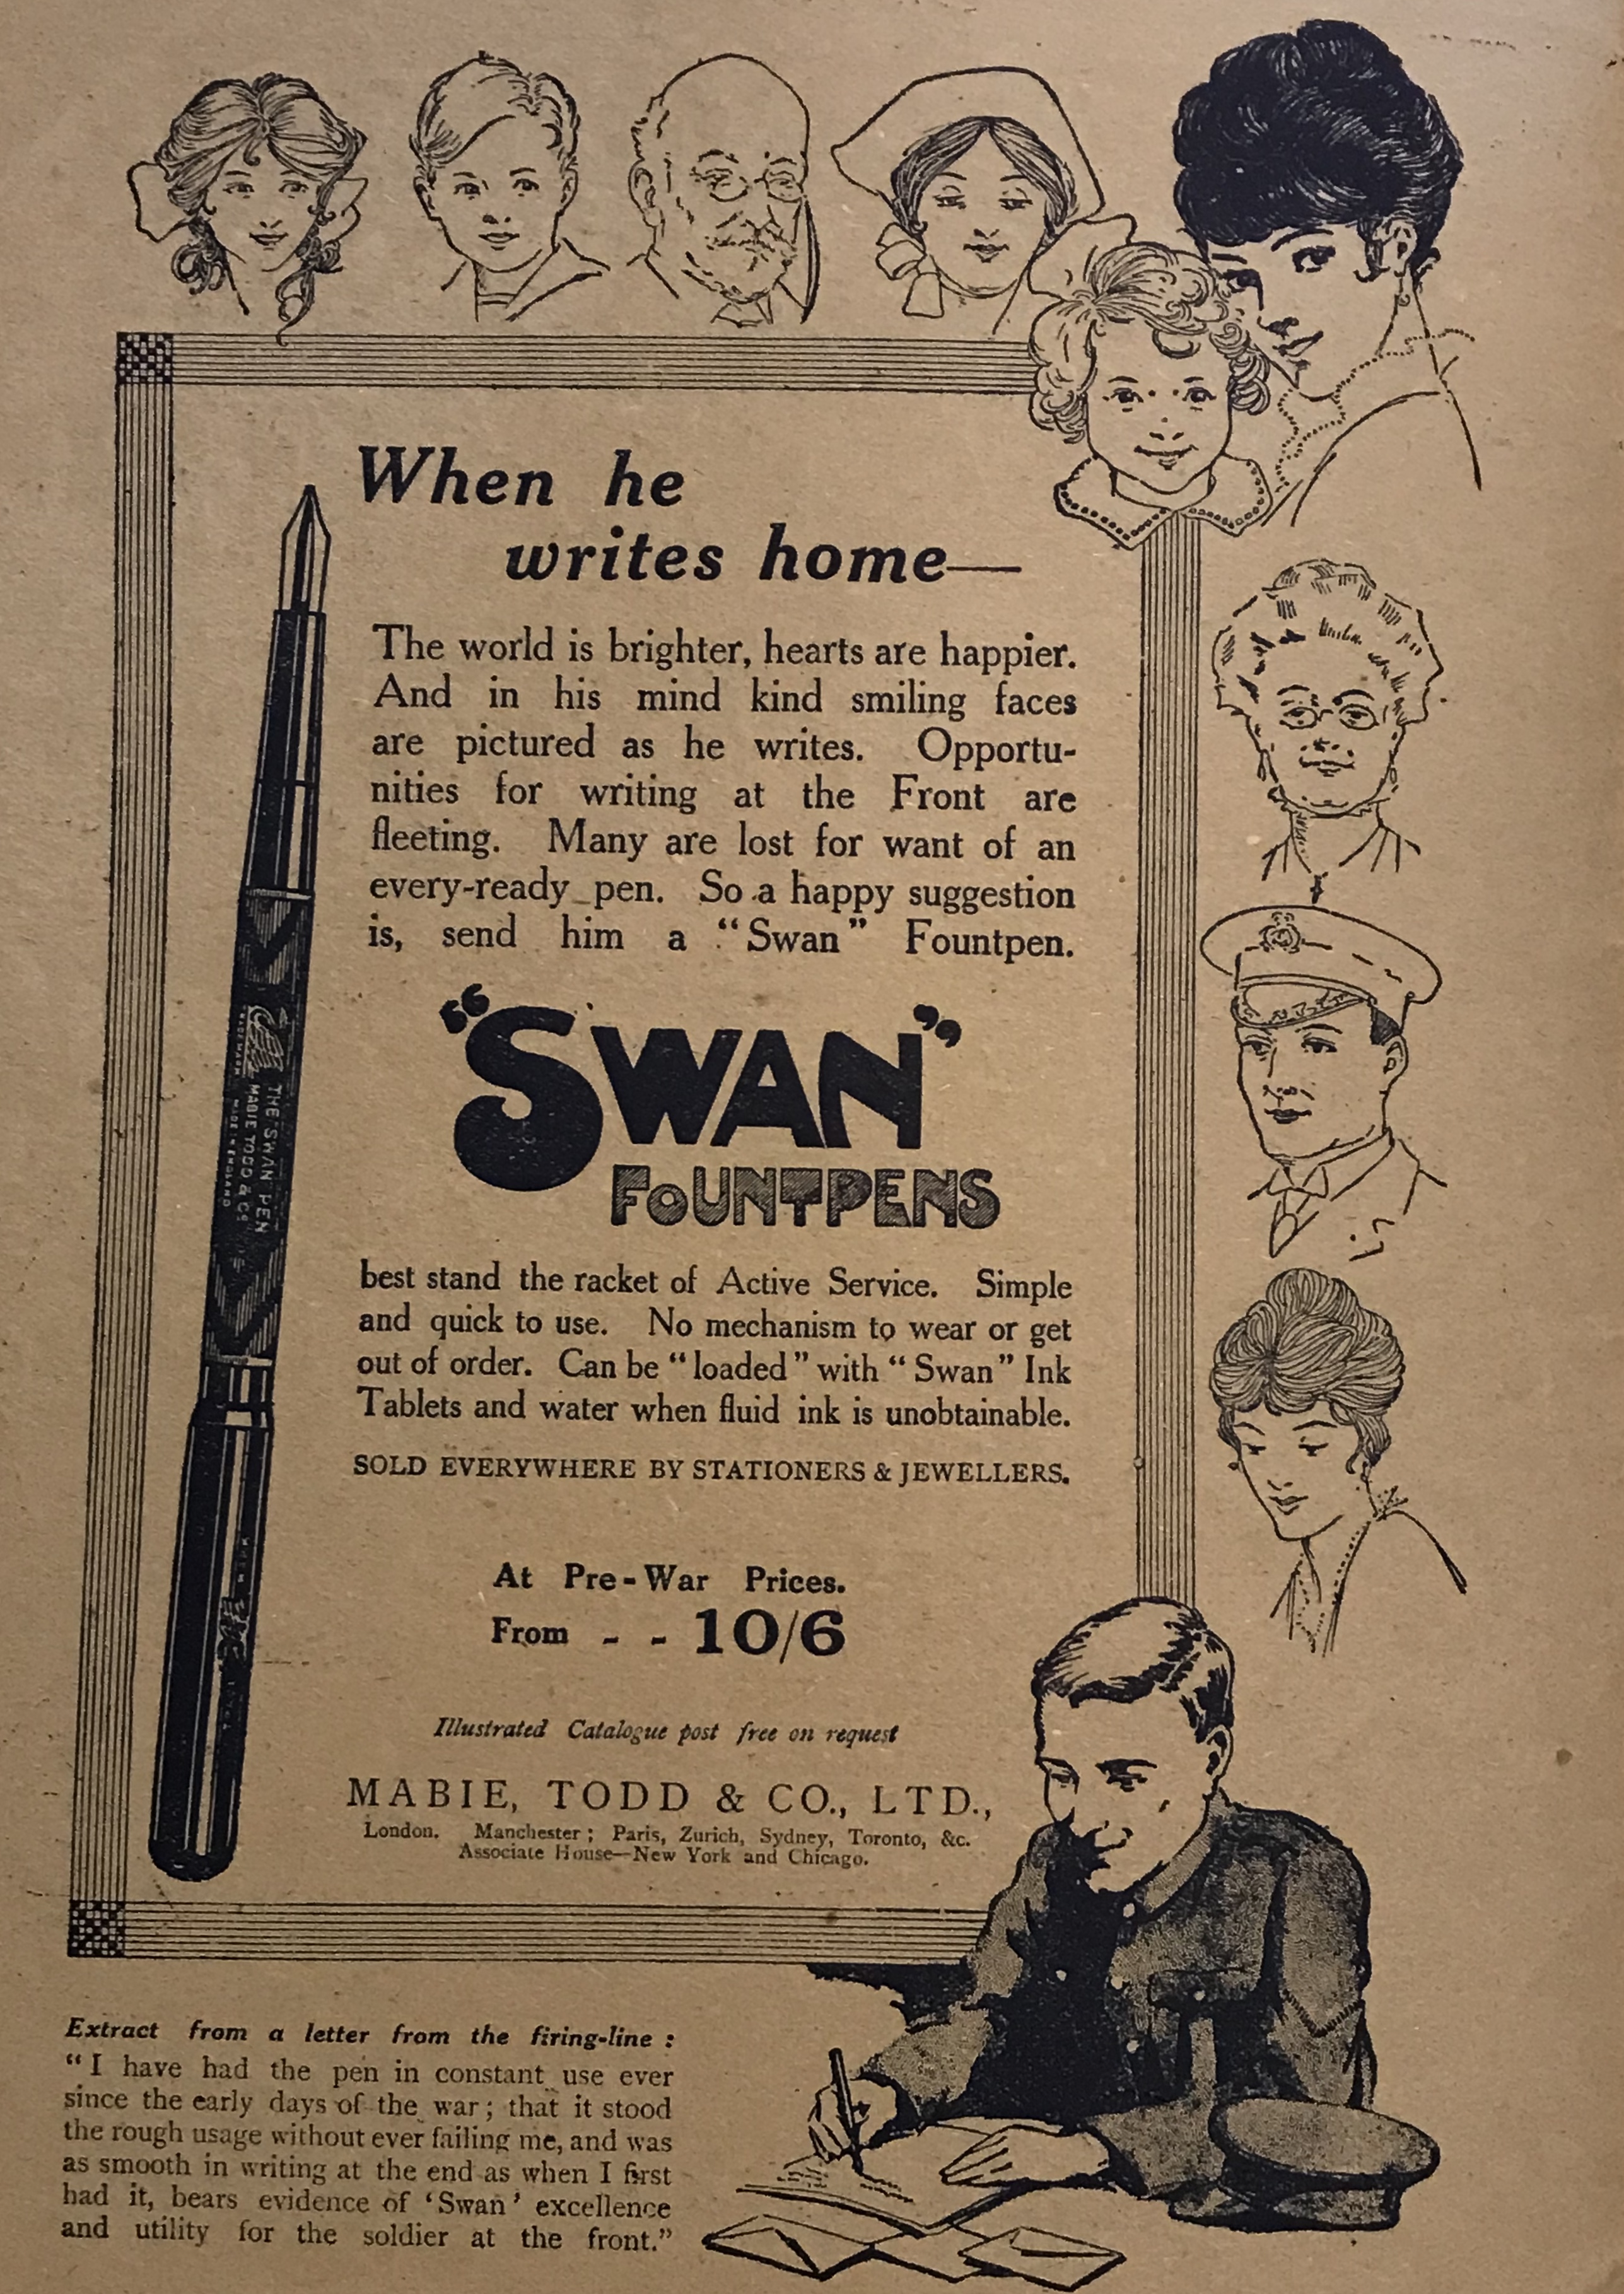 When he
writes home—
The world is brighter, hearts are happier.
And in his mind kind smiling faces
are pictured as he writes. Opportu-
nities for writing at the Front are
fleeting. Many are lost for want of an
every-ready pen. So a happy suggestion
is, send him a “Swan” Fountpen.
“SWAN”
FOUNTPENS
best stand the racket of Active Service. Simple
and quick to use. No mechanism to wear or get
out of order. Can be “loaded” with “Swan” Ink
Tablets and water when fluid ink is unobtainable.
SOLD EVERYWHERE BY STATIONERS & JEWELLERS.
At Pre-War Prices.
From - - 10/6
Illustrated Catalogue post free on request
MABIE, TODD & CO., LTD.,
London. Manchester; Paris, Zurich, Sydney, Toronto, &c.
Associate House—New York and Chicago.
THE SWAN PEN
MABIE TODD & Co
TRADEMARK MADE IN ENGLAND
Extract from a letter from the firing-line :
“I have had the pen in constant use ever
since the early days of the war; that it stood
the rough usage without ever failing me, and was
as smooth in writing at the end as when I first
had it, bears evidence of ‘Swan’ excellence
and utility for the soldier at the front.”